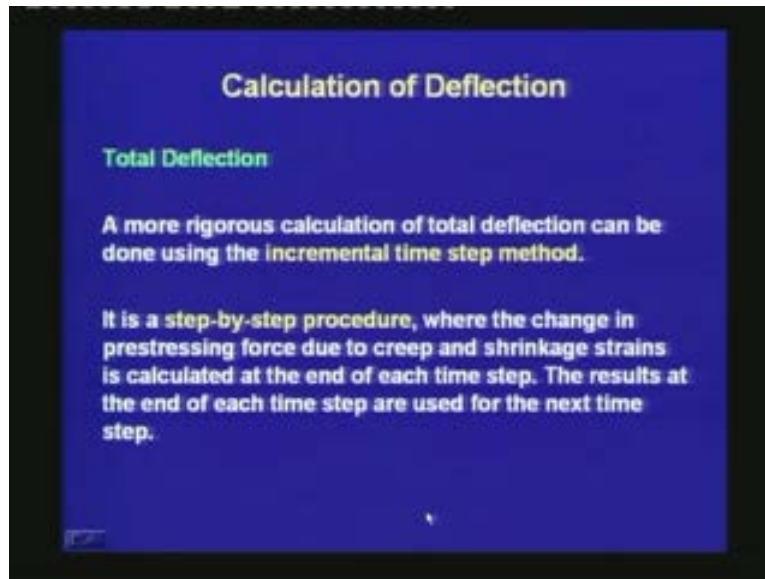 Calculation of Deflection
Total Deflection
A more rigorous calculation of total deflection can be
done using the incremental time step method.
It is a step-by-step procedure, where the change in
prestressing force due to creep and shrinkage strains
is calculated at the end of each time step. The results at
the end of each time step are used for the next time
step.